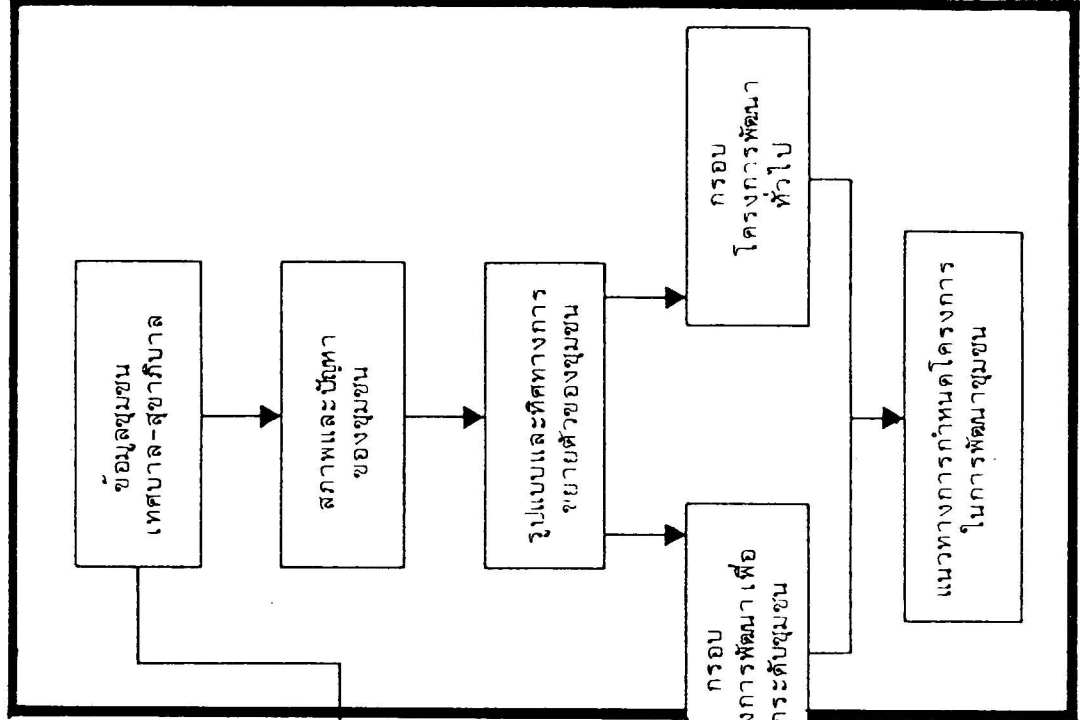 ข้อมูลชุมชน
เทศบาล-สุขาภิบาล
สภาพและปัญหา
ของชุมชน
รูปแบบและทิศทางการ
ขยายตัวของชุมชน
กรอบ
โครงการพัฒนา
ทั่วไป
กรอบ
งการพัฒนาเพื่อ
กระดับชุมชน
แนวทางการกำหนดโครงการ
ในการพัฒนาชุมชน